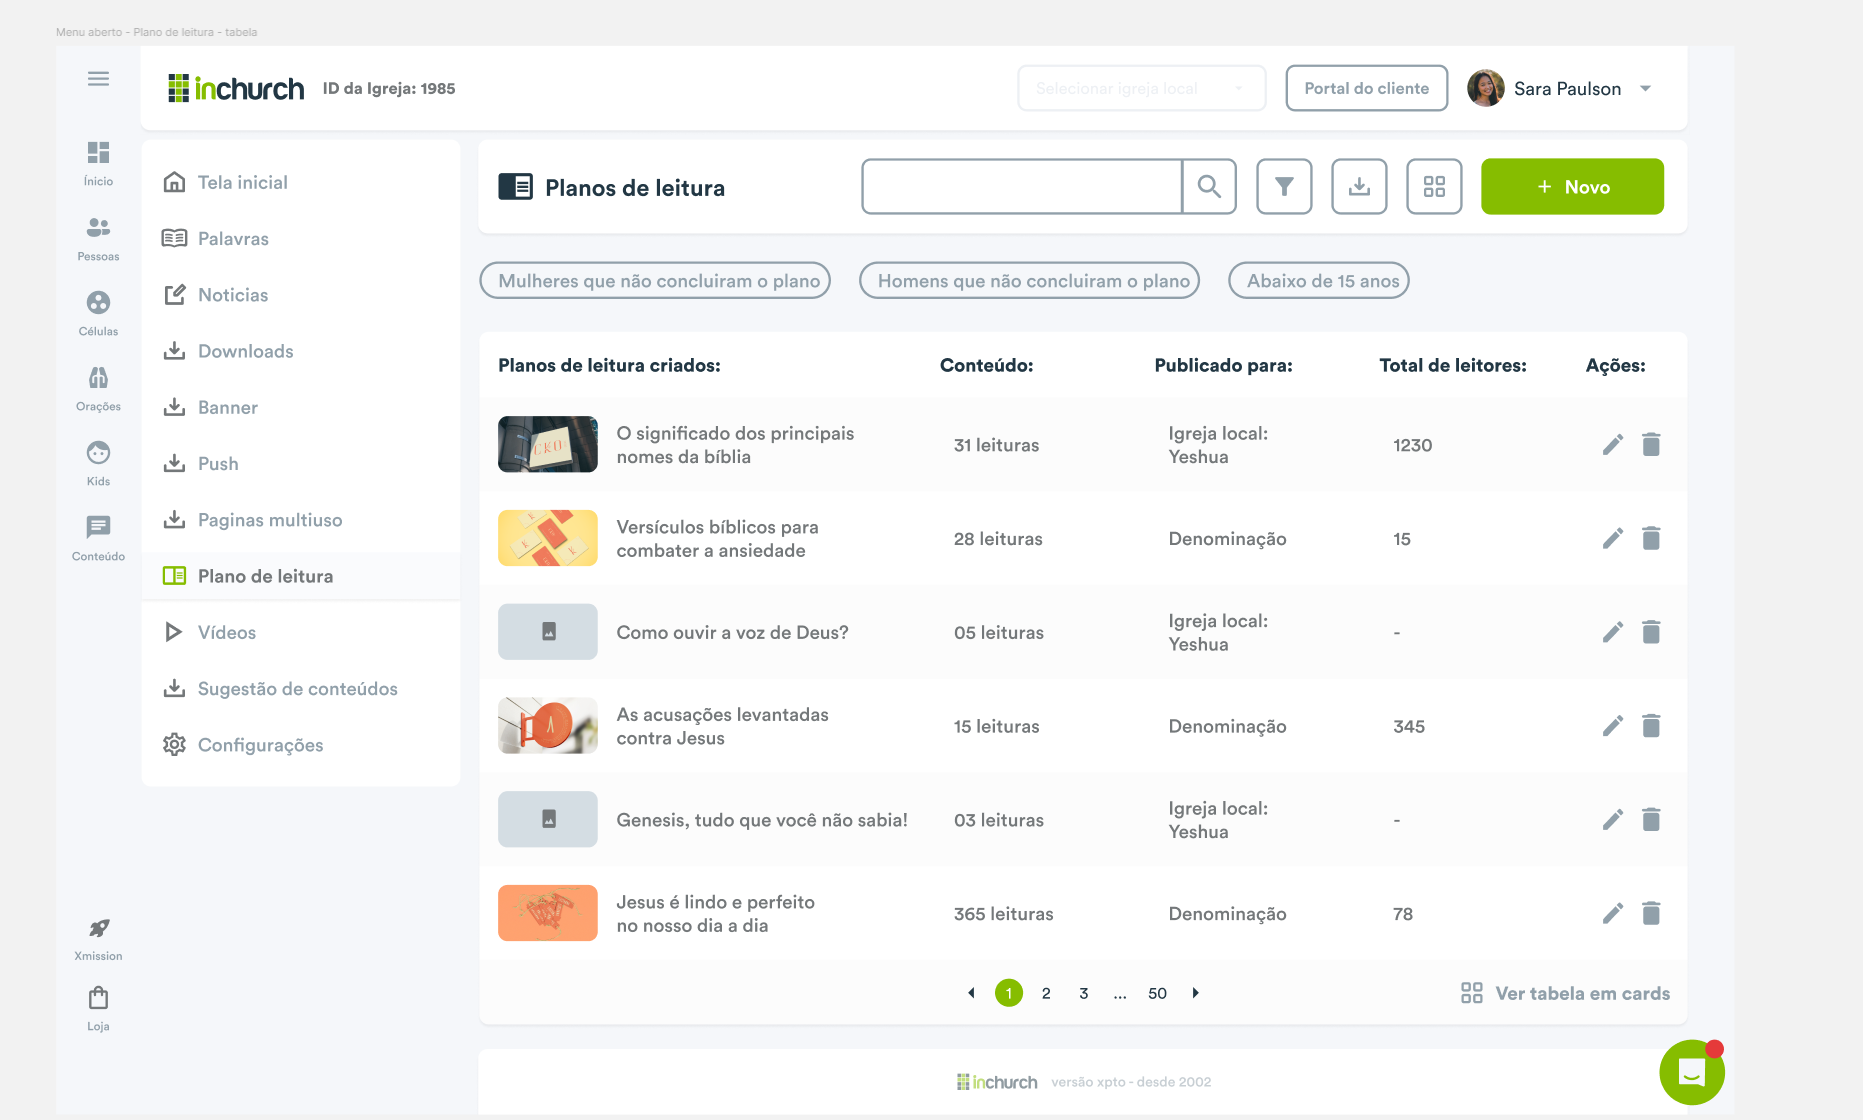 Menu aberto - Plano de leitura - tabela
inchurch
ID da Igreja: 1985
Selecionar igreja local
Portal do cliente
Sara Paulson
Ínicio
Pessoas
Células
Orações
Kids
Conteúdo
Xmission
Loja
Tela inicial
Palavras
Noticias
Downloads
Banner
Push
Paginas multiuso
Plano de leitura
Vídeos
Sugestão de conteúdos
Configurações
Planos de leitura
+ Novo
Mulheres que não concluiram o plano
Homens que não concluiram o plano
Abaixo de 15 anos
Planos de leitura criados:
Conteúdo:
Publicado para:
Total de leitores:
Ações:
O significado dos principais
nomes da bíblia
31 leituras
Igreja local:
Yeshua
1230
Versículos bíblicos para
combater a ansiedade
28 leituras
Denominação
15
Como ouvir a voz de Deus?
05 leituras
Igreja local:
Yeshua
-
As acusações levantadas
contra Jesus
15 leituras
Denominação
345
Genesis, tudo que você não sabia!
03 leituras
Igreja local:
Yeshua
-
Jesus é lindo e perfeito
no nosso dia a dia
365 leituras
Denominação
78
1 2 3 ... 50
Ver tabela em cards
inchurch
versão xpto - desde 2002